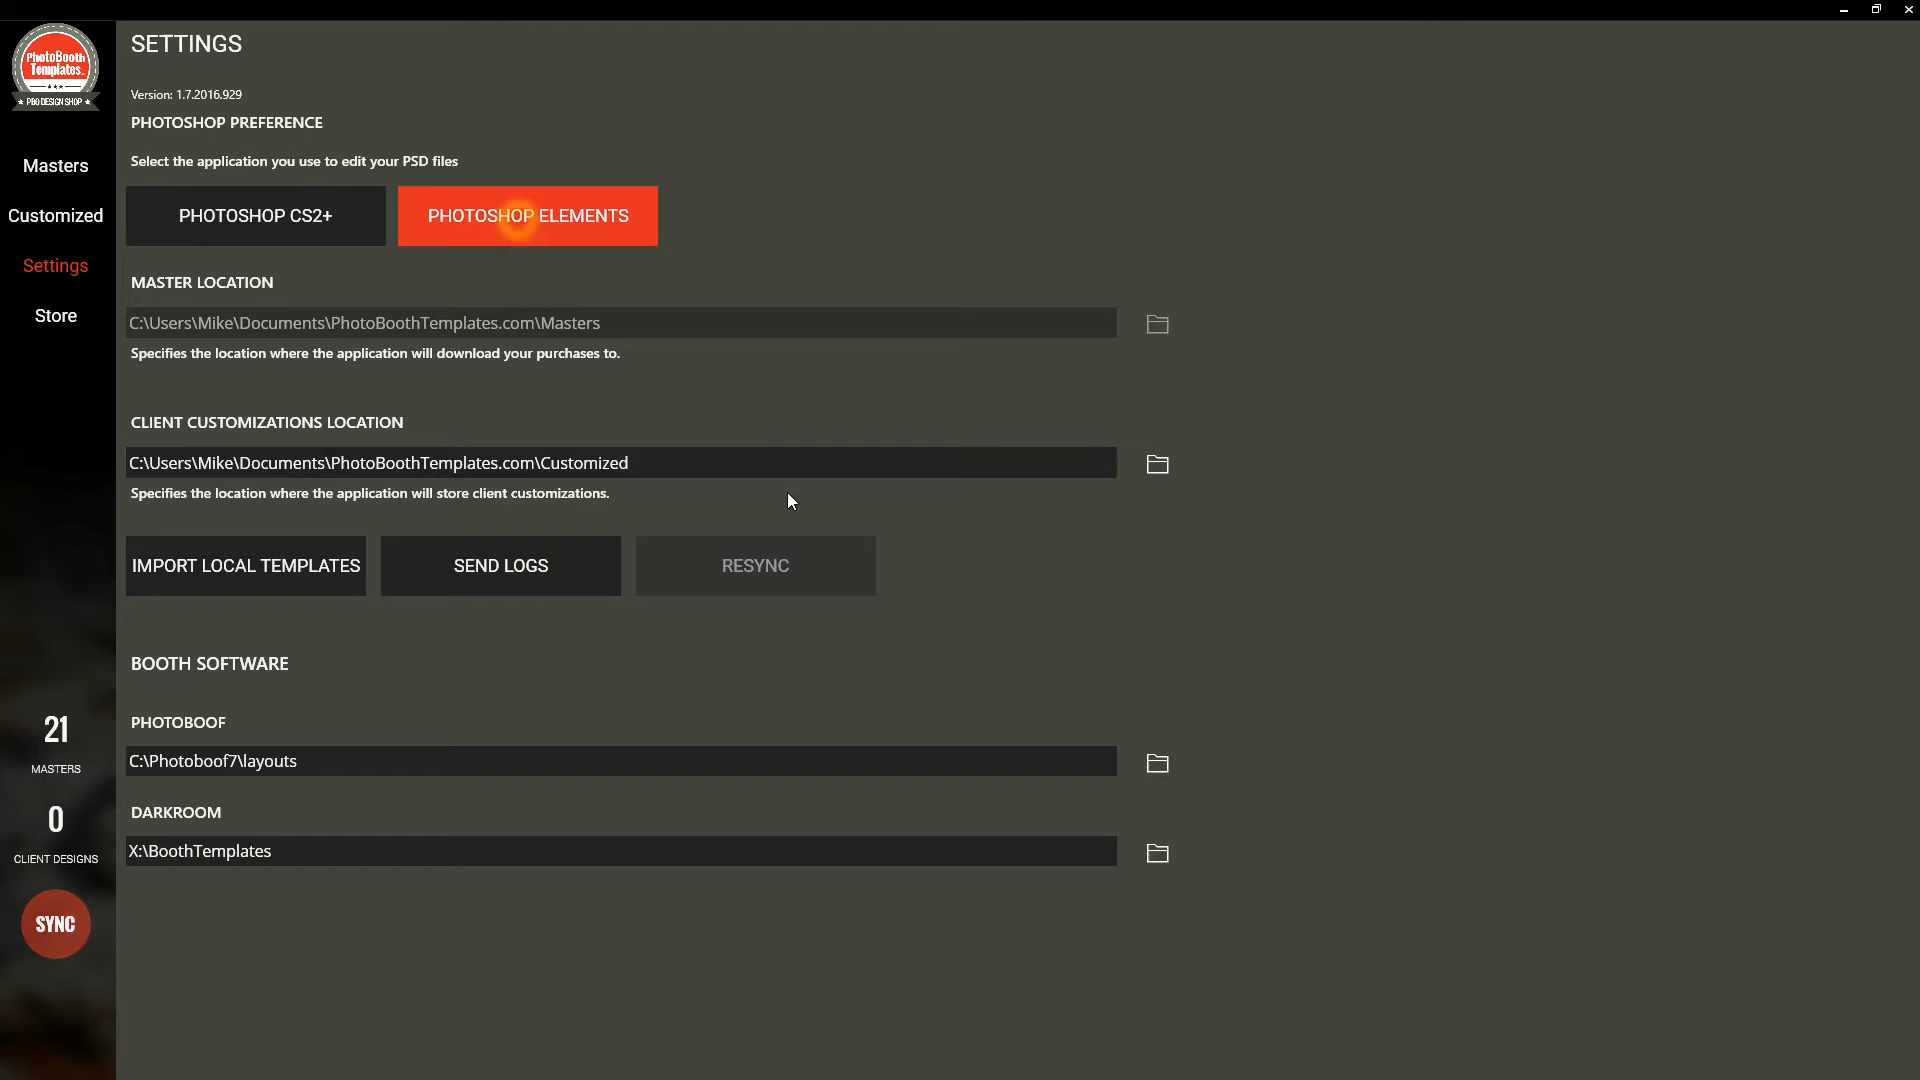 PhotoBooth
Templates
PBO DESIGN SHOP
Masters
Customized
Settings
Store
21
MASTERS
0
CLIENT DESIGNS
SYNC
SETTINGS
Version: 1.7.2016.929
PHOTOSHOP PREFERENCE
Select the application you use to edit your PSD files
PHOTOSHOP CS2+
PHOTOSHOP ELEMENTS
MASTER LOCATION
C:\Users\Mike\Documents\PhotoBoothTemplates.com\Masters
Specifies the location where the application will download your purchases to.
CLIENT CUSTOMIZATIONS LOCATION
C:\Users\Mike\Documents\PhotoBoothTemplates.com\Customized
Specifies the location where the application will store client customizations.
IMPORT LOCAL TEMPLATES
SEND LOGS
RESYNC
BOOTH SOFTWARE
PHOTOBOOF
C:\Photoboof7\layouts
DARKROOM
X:\BoothTemplates